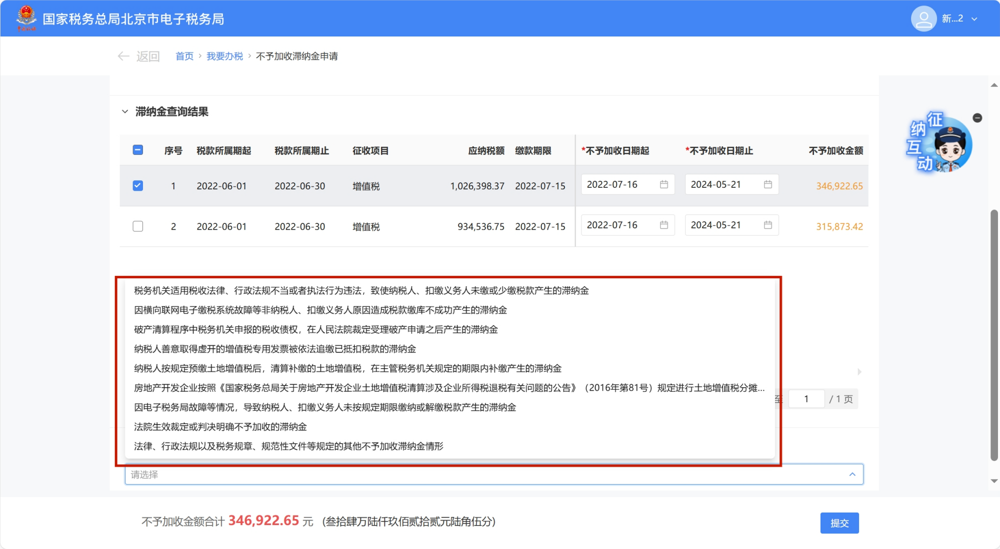 国家税务总局北京市电子税务局
新...2
返回 首页 > 我要办税 > 不予加收滞纳金申请
滞纳金查询结果
征纳互动
序号 税款所属期起 税款所属期止 征收项目 应纳税额 缴款期限 *不予加收日期起 *不予加收日期止 不予加收金额
1 2022-06-01 2022-06-30 增值税 1,026,398.37 2022-07-15 2022-07-16 2024-05-21 346,922.65
2 2022-06-01 2022-06-30 增值税 934,536.75 2022-07-15 2022-07-16 2024-05-21 315,873.42
税务机关适用税收法律、行政法规不当或者执法行为违法，致使纳税人、扣缴义务人未缴或少缴税款产生的滞纳金
因横向联网电子缴税系统故障等非纳税人、扣缴义务人原因造成税款缴库不成功产生的滞纳金
破产清算程序中税务机关申报的税收债权，在人民法院裁定受理破产申请之后产生的滞纳金
纳税人善意取得虚开的增值税专用发票被依法追缴已抵扣税款的滞纳金
纳税人按规定预缴土地增值税后，清算补缴的土地增值税，在主管税务机关规定的期限内补缴产生的滞纳金
房地产开发企业按照《国家税务总局关于房地产开发企业土地增值税清算涉及企业所得税退税有关问题的公告》（2016年第81号）规定进行土地增值税分摊...
至 1 / 1 页
因电子税务局故障等情况，导致纳税人、扣缴义务人未按规定期限缴纳或解缴税款产生的滞纳金
法院生效裁定或判决明确不予加收的滞纳金
法律、行政法规以及税务规章、规范性文件等规定的其他不予加收滞纳金情形
请选择
不予加收金额合计 346,922.65 元 (叁拾肆万陆仟玖佰贰拾贰元陆角伍分)
提交